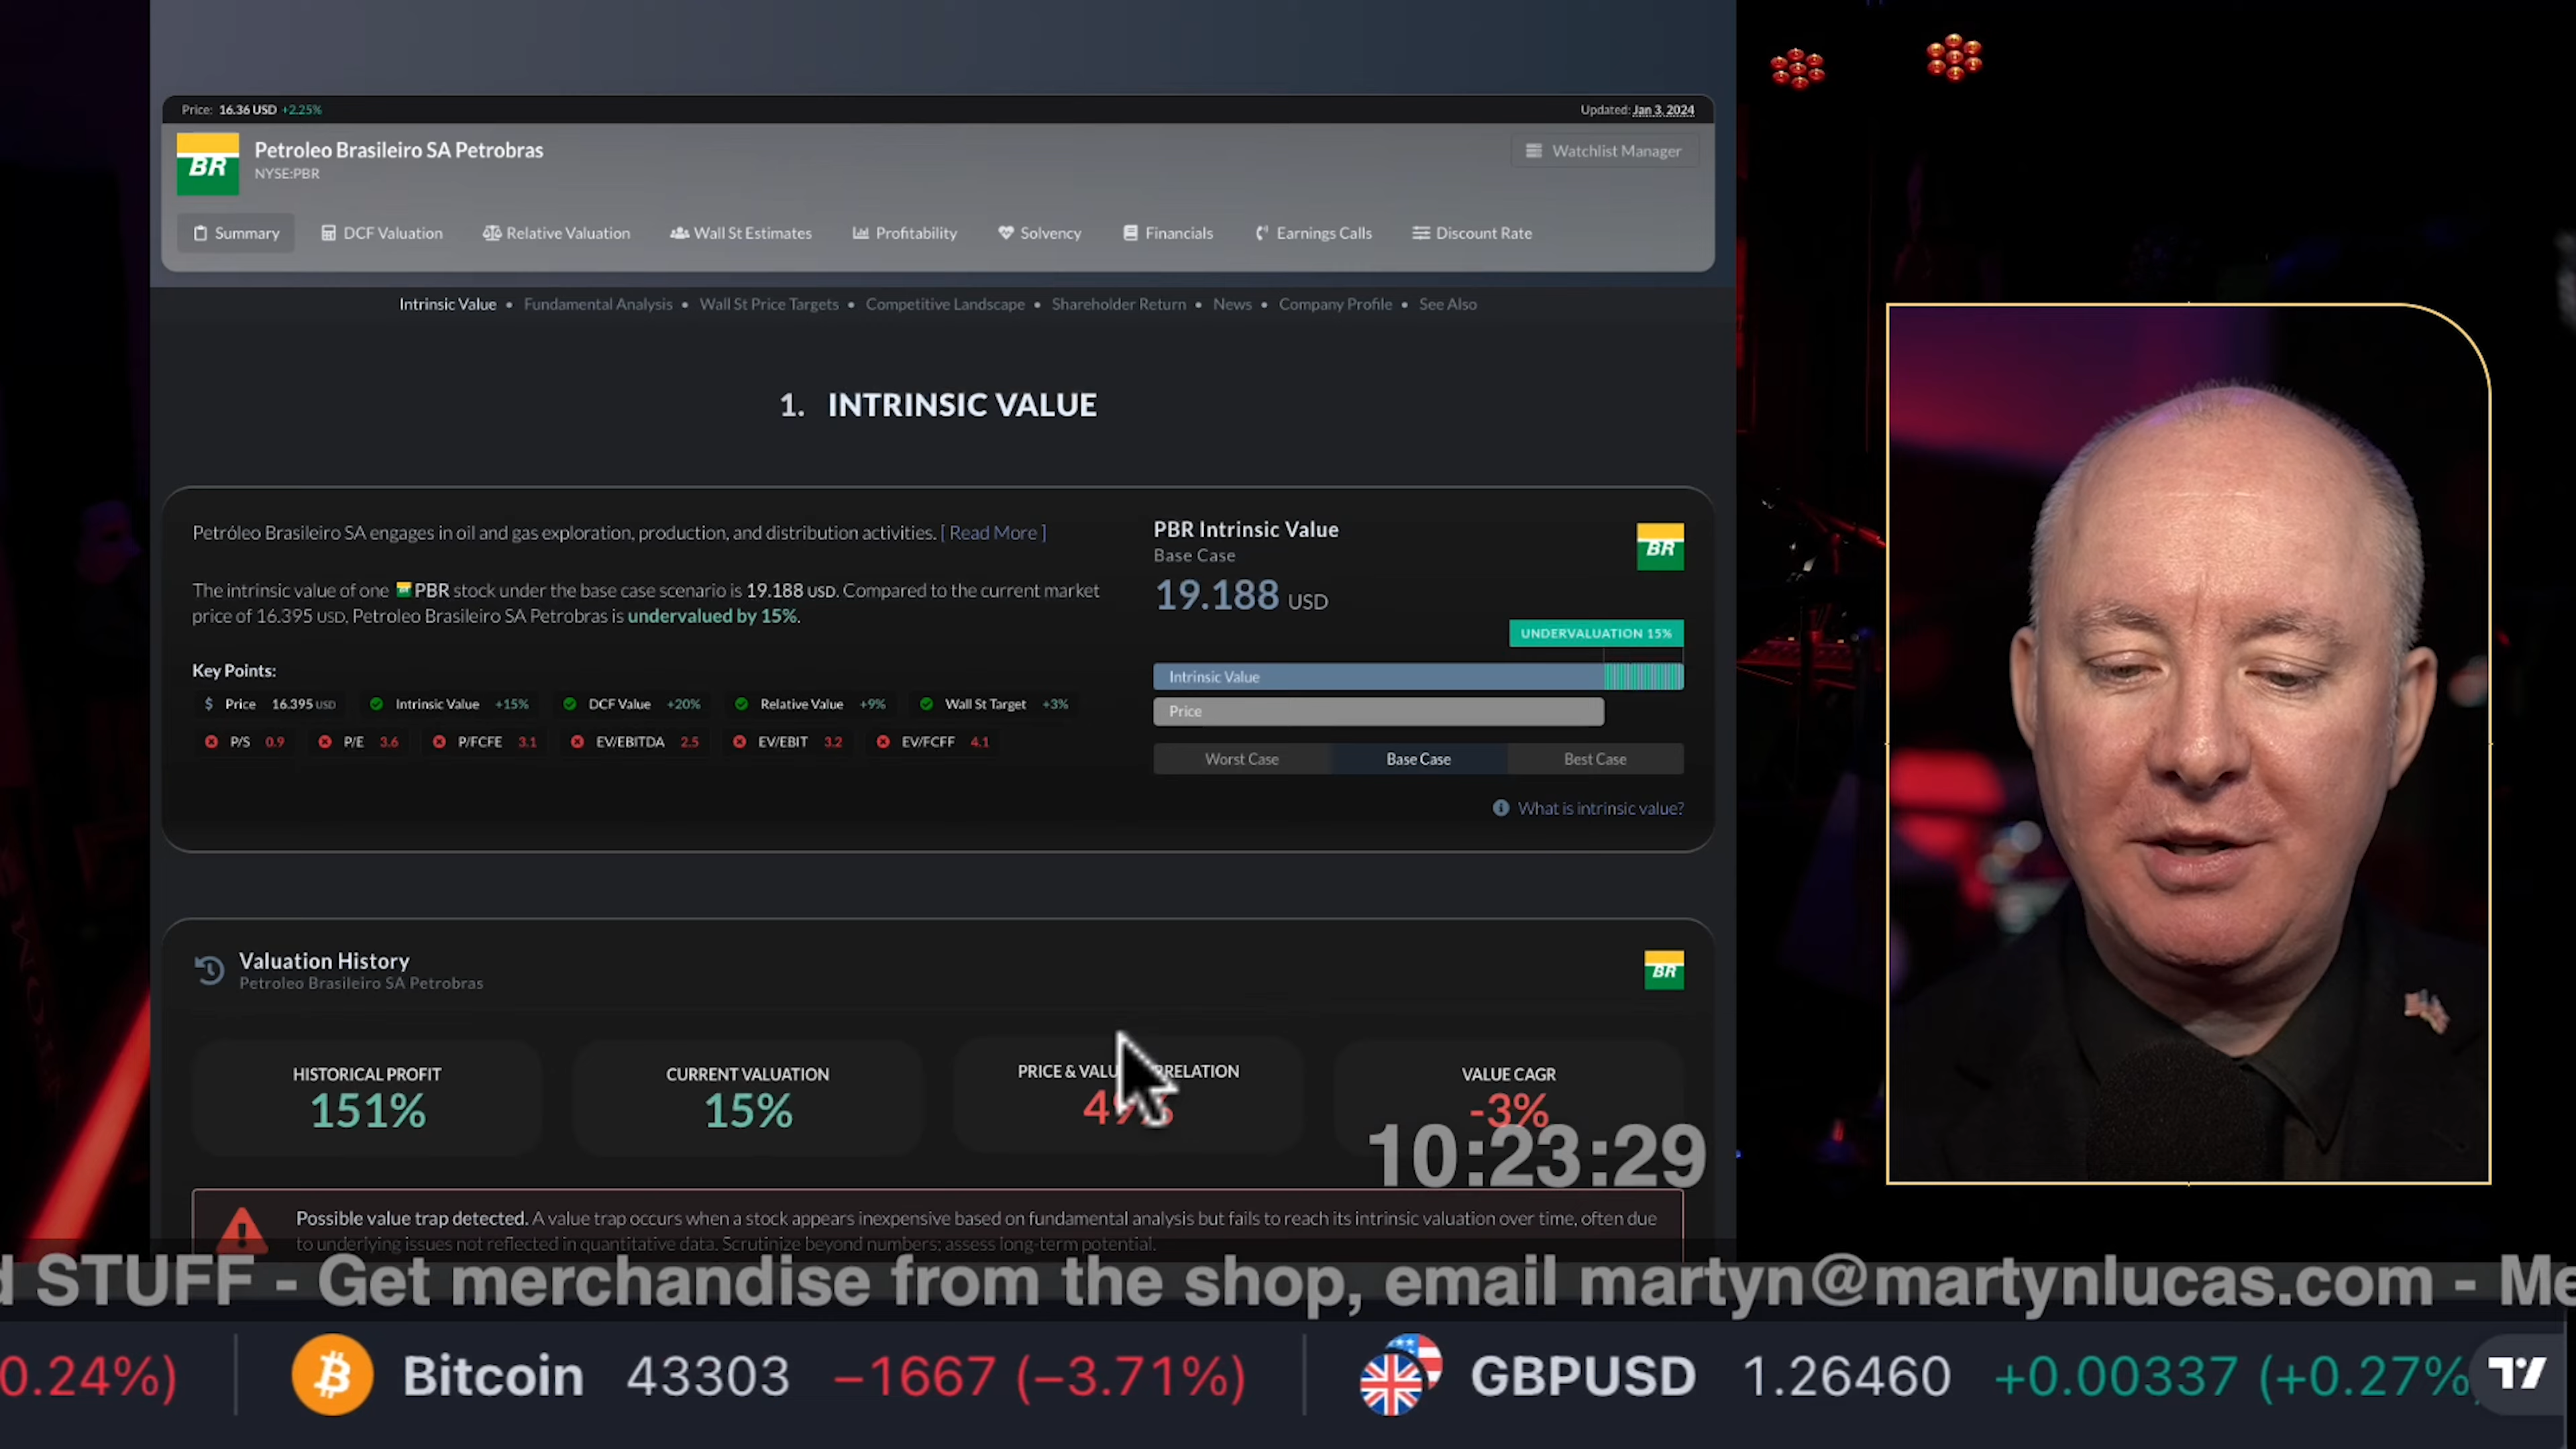 Price: 16.36 USD +2.25%
Updated: Jan 3, 2024
BR
Petroleo Brasileiro SA Petrobras
NYSE:PBR
Watchlist Manager
Summary
DCF Valuation
Relative Valuation
Wall St Estimates
Profitability
Solvency
Financials
Earnings Calls
Discount Rate
Intrinsic Value • Fundamental Analysis • Wall St Price Targets • Competitive Landscape • Shareholder Return • News • Company Profile • See Also
1. INTRINSIC VALUE
Petróleo Brasileiro SA engages in oil and gas exploration, production, and distribution activities. [ Read More ]
The intrinsic value of one PBR stock under the base case scenario is 19.188 USD. Compared to the current market
price of 16.395 USD, Petroleo Brasileiro SA Petrobras is undervalued by 15%.
Key Points:
$ Price 16.395 USD
Intrinsic Value +15%
DCF Value +20%
Relative Value +9%
Wall St Target +3%
P/S 0.9
P/E 3.6
P/FCFE 3.1
EV/EBITDA 2.5
EV/EBIT 3.2
EV/FCFF 4.1
PBR Intrinsic Value
Base Case
19.188 USD
BR
UNDERVALUATION 15%
Intrinsic Value
Price
Worst Case
Base Case
Best Case
What is intrinsic value?
Valuation History
Petroleo Brasileiro SA Petrobras
BR
HISTORICAL PROFIT
151%
CURRENT VALUATION
15%
PRICE &
VALUE CAGR
-3%
10:23:29
Possible value trap detected. A value trap occurs when a stock appears inexpensive based on fundamental analysis but fails to reach its intrinsic valuation over time, often due
to underlying issues not reflected in quantitative data. Scrutinize beyond numbers; assess long-term potential.
STUFF - Get merchandise from the shop, email martyn@martynlucas.com -
0.24%)
Bitcoin 43303 −1667 (−3.71%)
GBPUSD 1.26460 +0.00337 (+0.27%